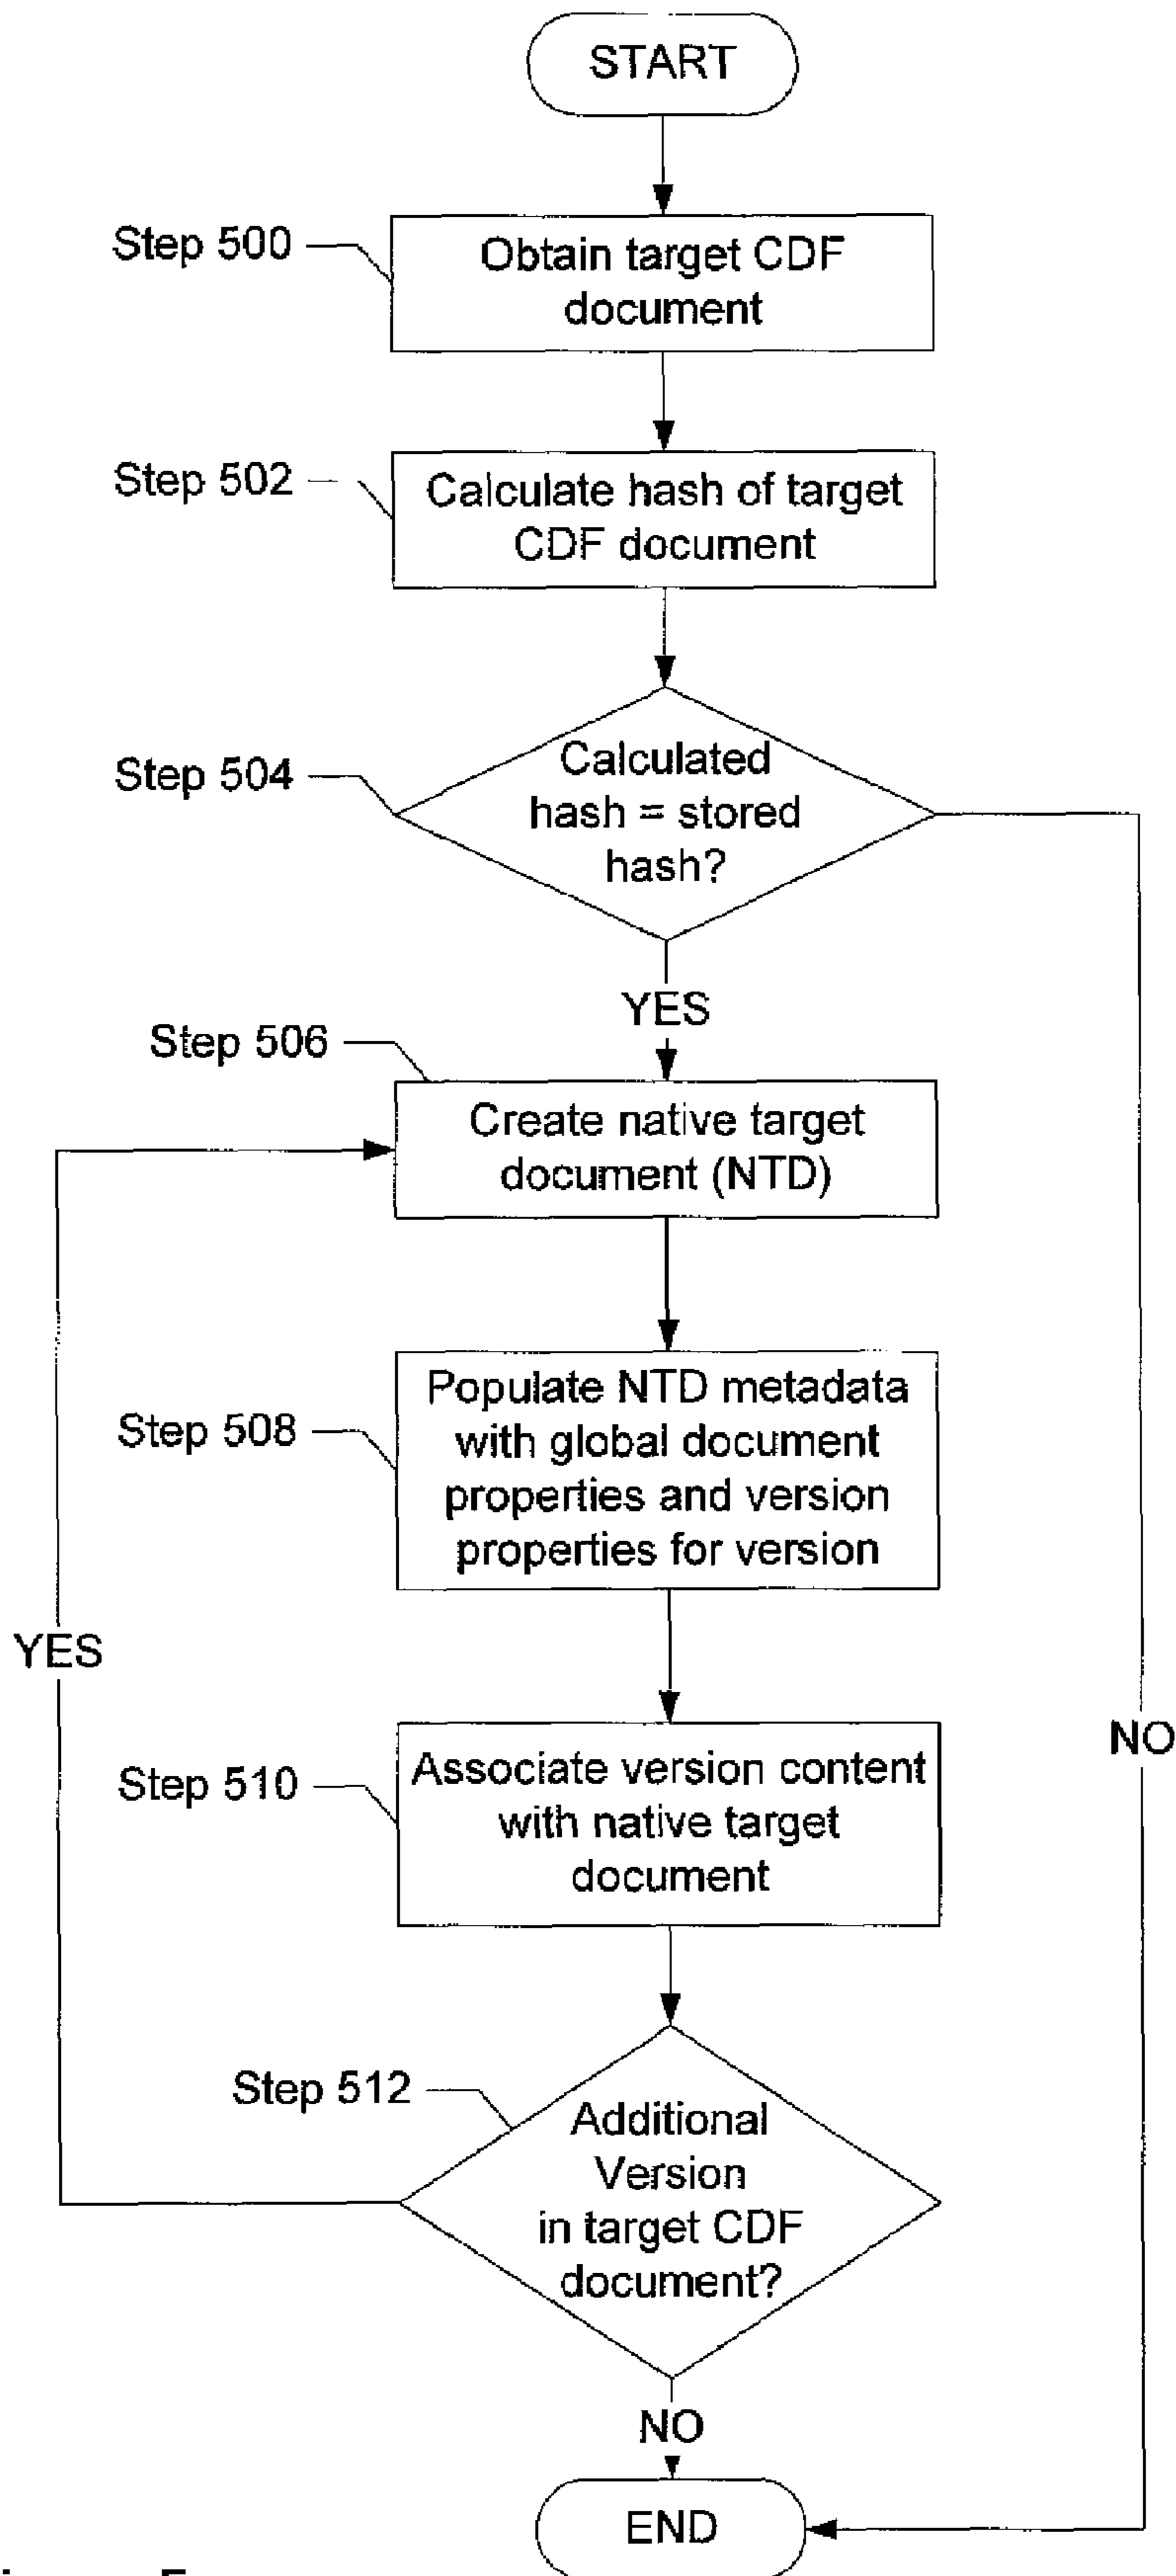 START
Step 500
Obtain target CDF
document
Step 502
Calculate hash of target
CDF document
Step 504
Calculated
hash = stored
hash?
YES
Step 506
Create native target
document (NTD)
Step 508
Populate NTD metadata
with global document
properties and version
properties for version
YES
NO
Step 510
Associate version content
with native target
document
Step 512
Additional
Version
in target CDF
document?
NO
END